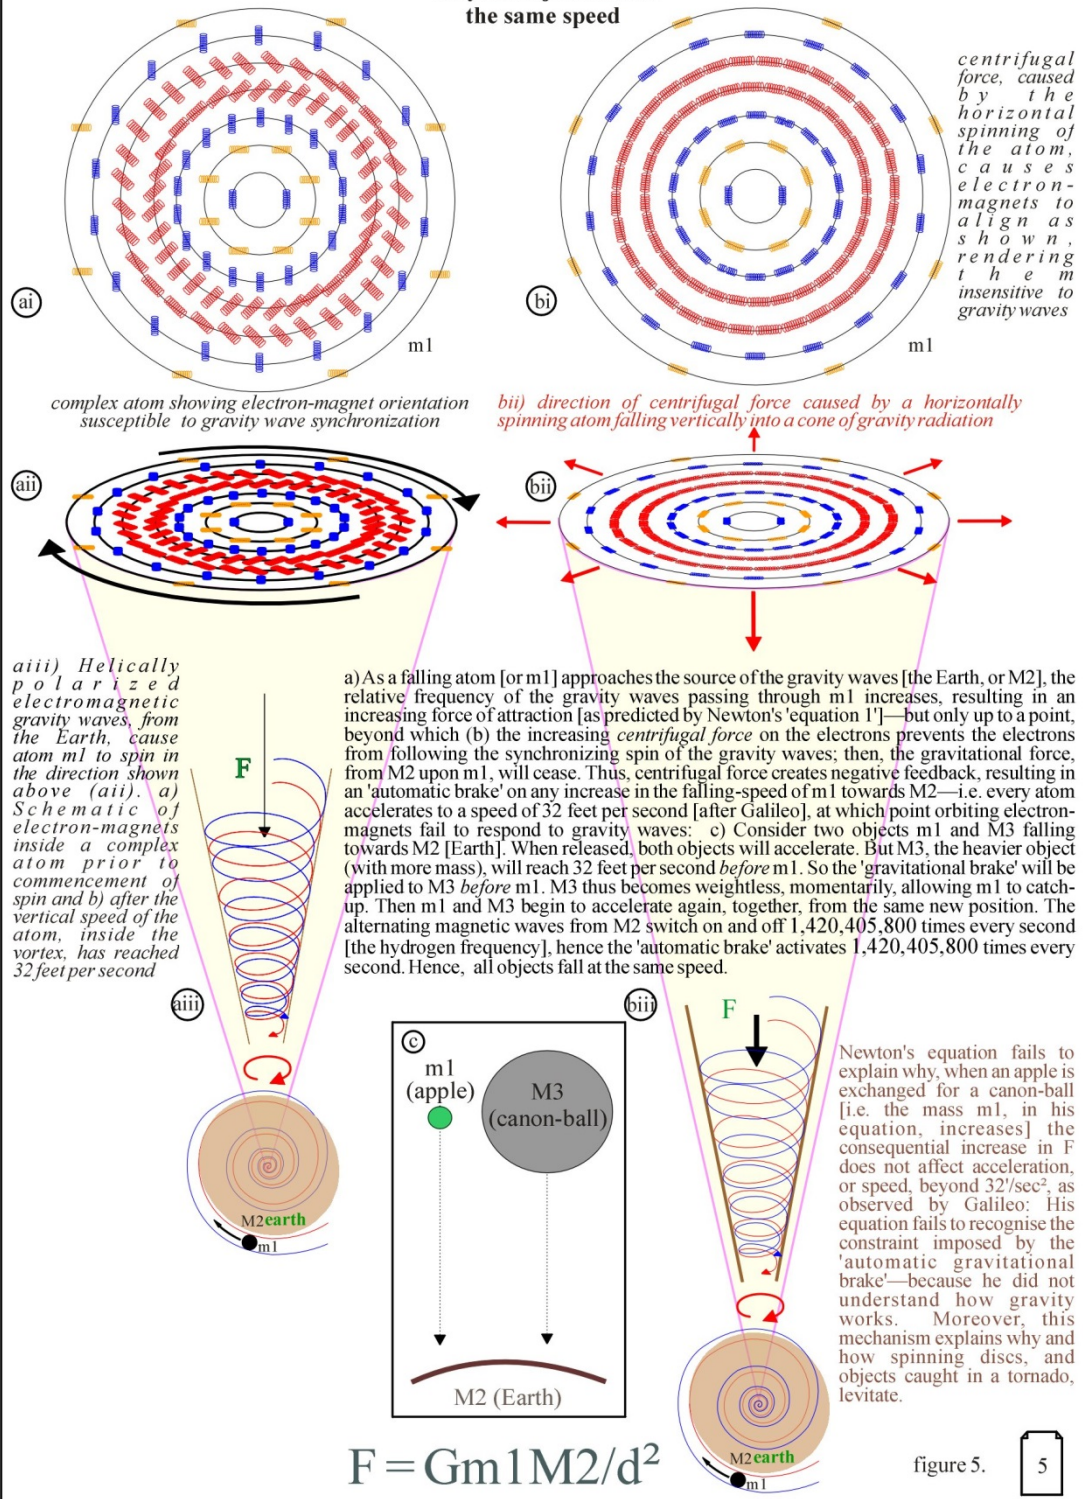 the same speed
centrifugal
force, caused
by the
horizontal
spinning of
the atom,
causes
electron-
magnets to
align as
shown,
rendering
them
insensitive to
gravity waves
ai
m1
bi
m1
complex atom showing electron-magnet orientation
susceptible to gravity wave synchronization
bii) direction of centrifugal force caused by a horizontally
spinning atom falling vertically into a cone of gravity radiation
aii
bii
aiii) Helically
polarized
electromagnetic
gravity waves, from
the Earth, cause
atom m1 to spin in
the direction shown
above (aii). a)
Schematic of
electron-magnets
inside a complex
atom prior to
commencement of
spin and b) after the
vertical speed of the
atom, inside the
vortex, has reached
32 feet per second
a) As a falling atom [or m1] approaches the source of the gravity waves [the Earth, or M2], the
relative frequency of the gravity waves passing through m1 increases, resulting in an
increasing force of attraction [as predicted by Newton's 'equation 1']—but only up to a point,
beyond which (b) the increasing centrifugal force on the electrons prevents the electrons
from following the synchronizing spin of the gravity waves; then, the gravitational force,
from M2 upon m1, will cease. Thus, centrifugal force creates negative feedback, resulting in
an 'automatic brake' on any increase in the falling-speed of m1 towards M2—i.e. every atom
accelerates to a speed of 32 feet per second [after Galileo], at which point orbiting electron-
magnets fail to respond to gravity waves: c) Consider two objects m1 and M3 falling
towards M2 [Earth]. When released, both objects will accelerate. But M3, the heavier object
(with more mass), will reach 32 feet per second before m1. So the 'gravitational brake' will be
applied to M3 before m1. M3 thus becomes weightless, momentarily, allowing m1 to catch-
up. Then m1 and M3 begin to accelerate again, together, from the same new position. The
alternating magnetic waves from M2 switch on and off 1,420,405,800 times every second
[the hydrogen frequency], hence the 'automatic brake' activates 1,420,405,800 times every
second. Hence, all objects fall at the same speed.
F
aiii
M2 earth
m1
c
m1
(apple)
M3
(canon-ball)
M2 (Earth)
biii
F
M2 earth
m1
Newton's equation fails to
explain why, when an apple is
exchanged for a canon-ball
[i.e. the mass m1, in his
equation, increases] the
consequential increase in F
does not affect acceleration,
or speed, beyond 32'/sec², as
observed by Galileo: His
equation fails to recognise the
constraint imposed by the
'automatic gravitational
brake'—because he did not
understand how gravity
works. Moreover, this
mechanism explains why and
how spinning discs, and
objects caught in a tornado,
levitate.
F = Gm1M2/d²
figure 5.
5